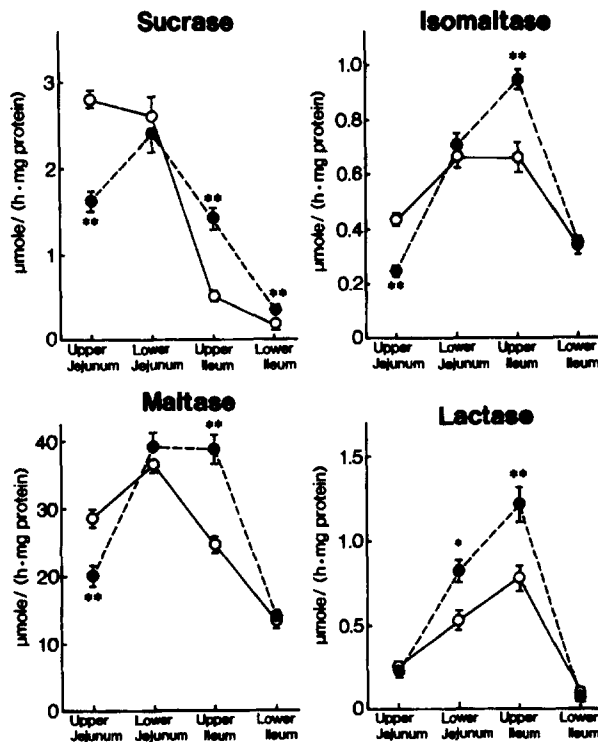 Sucrase
μmole/ (h · mg protein)
3
2
1
0
**
**
**
Upper Jejunum
Lower Jejunum
Upper Ileum
Lower Ileum
Isomaltase
μmole/ (h · mg protein)
1.0
0.8
0.6
0.4
0.2
0
**
**
Upper Jejunum
Lower Jejunum
Upper Ileum
Lower Ileum
Maltase
μmole/ (h · mg protein)
40
30
20
10
0
**
**
Upper Jejunum
Lower Jejunum
Upper Ileum
Lower Ileum
Lactase
μmole/ (h · mg protein)
1.5
1.0
0.5
0
*
**
Upper Jejunum
Lower Jejunum
Upper Ileum
Lower Ileum